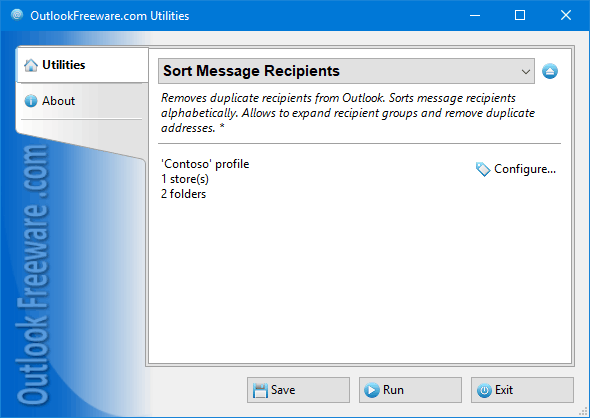 OutlookFreeware.com Utilities
Utilities
About
Sort Message Recipients
Removes duplicate recipients from Outlook. Sorts message recipients
alphabetically. Allows to expand recipient groups and remove duplicate
addresses. *
'Contoso' profile
1 store(s)
2 folders
Configure...
Outlook Freeware .com
Save
Run
Exit